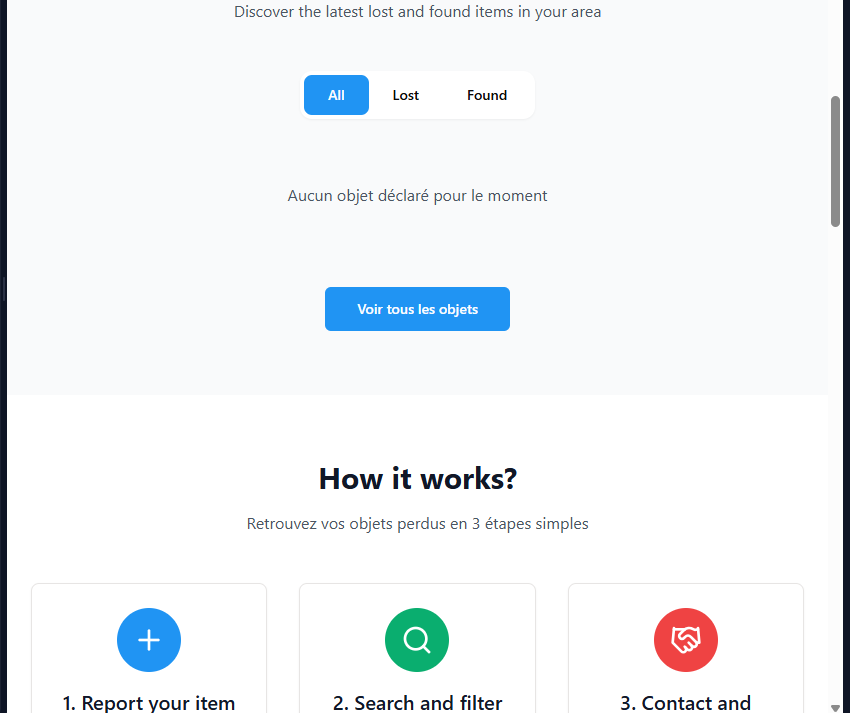 Discover the latest lost and found items in your area
All Lost Found
Aucun objet déclaré pour le moment
Voir tous les objets
How it works?
Retrouvez vos objets perdus en 3 étapes simples
1. Report your item
2. Search and filter
3. Contact and